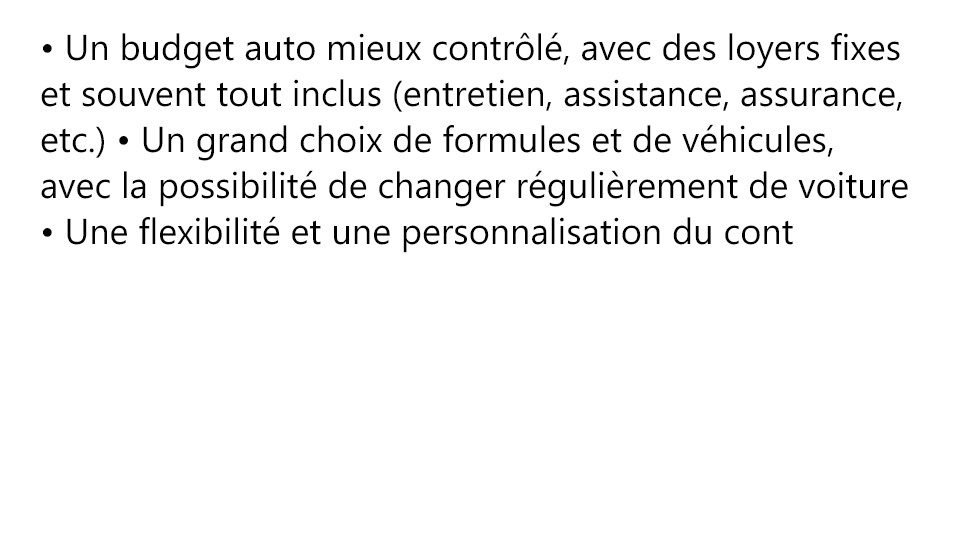 • Un budget auto mieux contrôlé, avec des loyers fixes
et souvent tout inclus (entretien, assistance, assurance,
etc.) • Un grand choix de formules et de véhicules,
avec la possibilité de changer régulièrement de voiture
• Une flexibilité et une personnalisation du cont